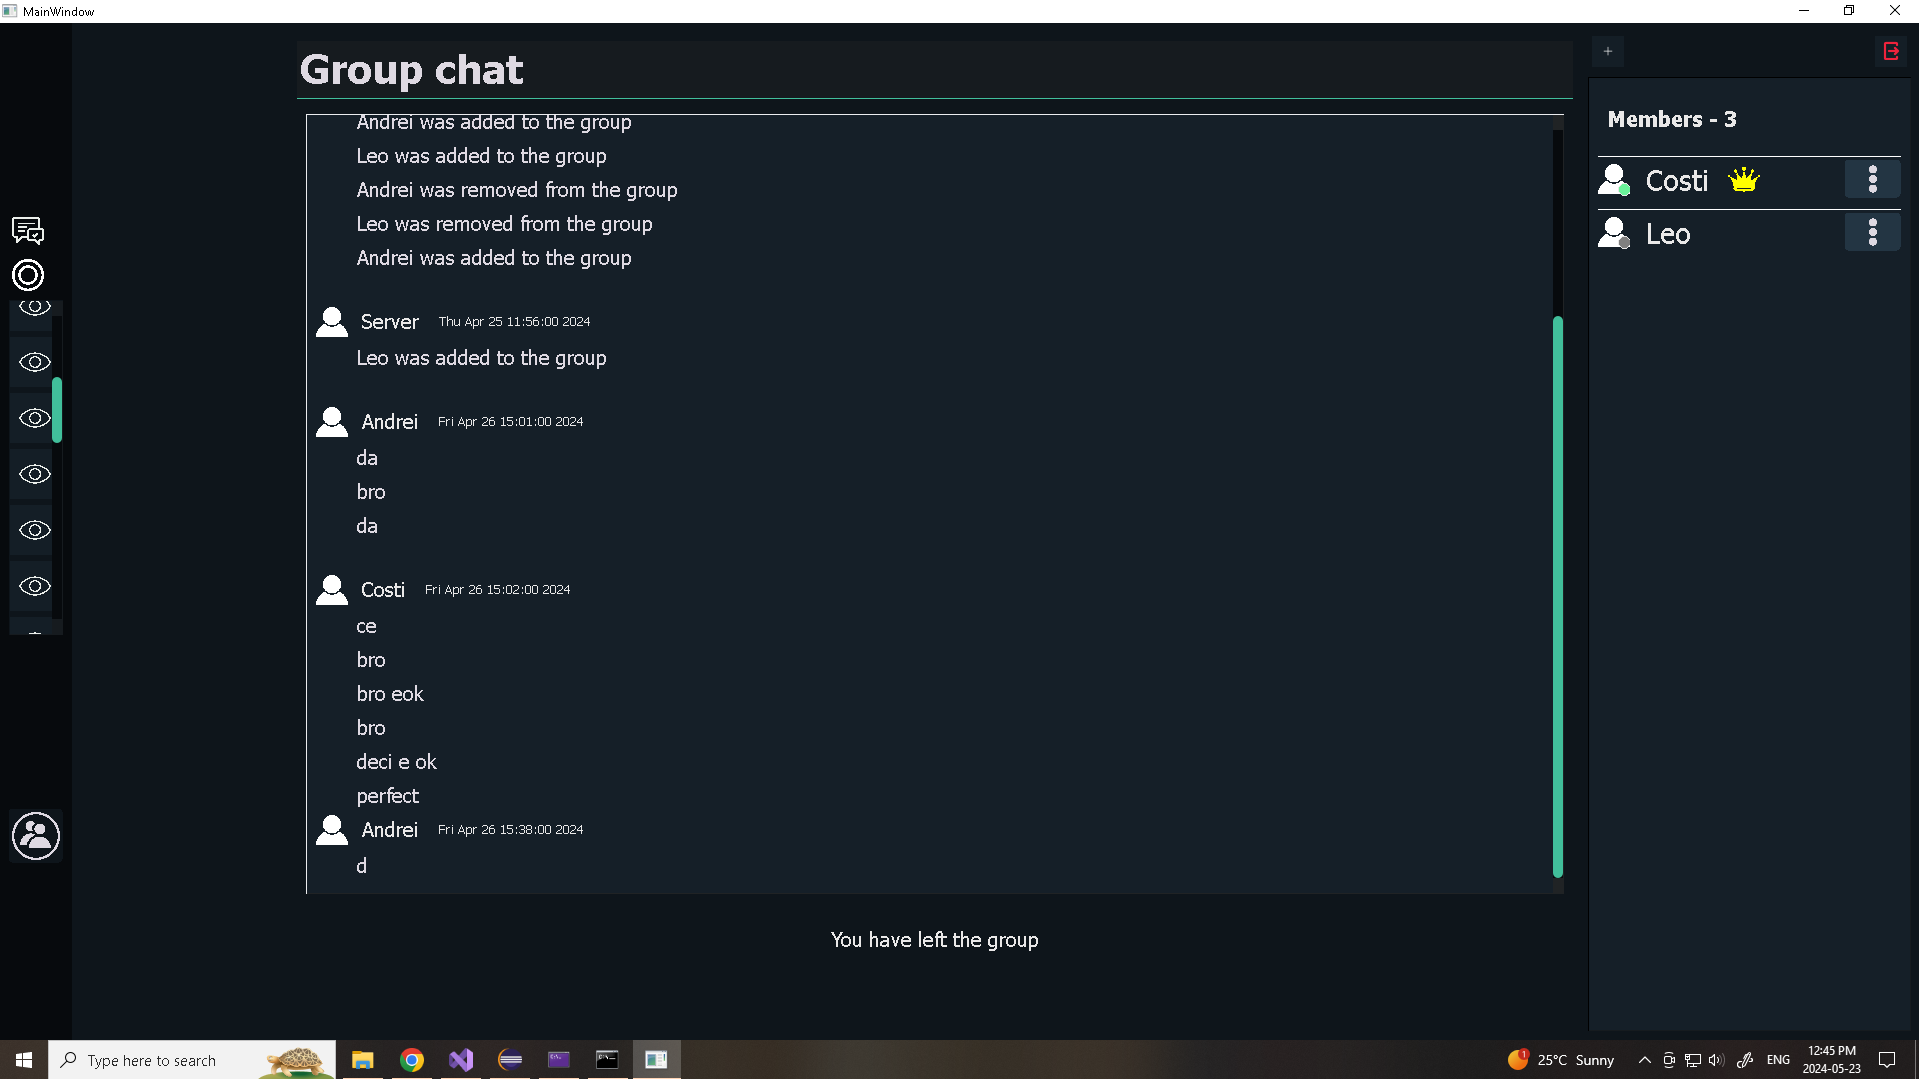 MainWindow
Group chat
Andrei was added to the group
Leo was added to the group
Andrei was removed from the group
Leo was removed from the group
Andrei was added to the group
Server Thu Apr 25 11:56:00 2024
Leo was added to the group
Andrei Fri Apr 26 15:01:00 2024
da
bro
da
Costi Fri Apr 26 15:02:00 2024
ce
bro
bro eok
bro
deci e ok
perfect
Andrei Fri Apr 26 15:38:00 2024
d
You have left the group
+
Members - 3
Costi
Leo
Type here to search
1
25°C Sunny
ENG
12:45 PM
2024-05-23